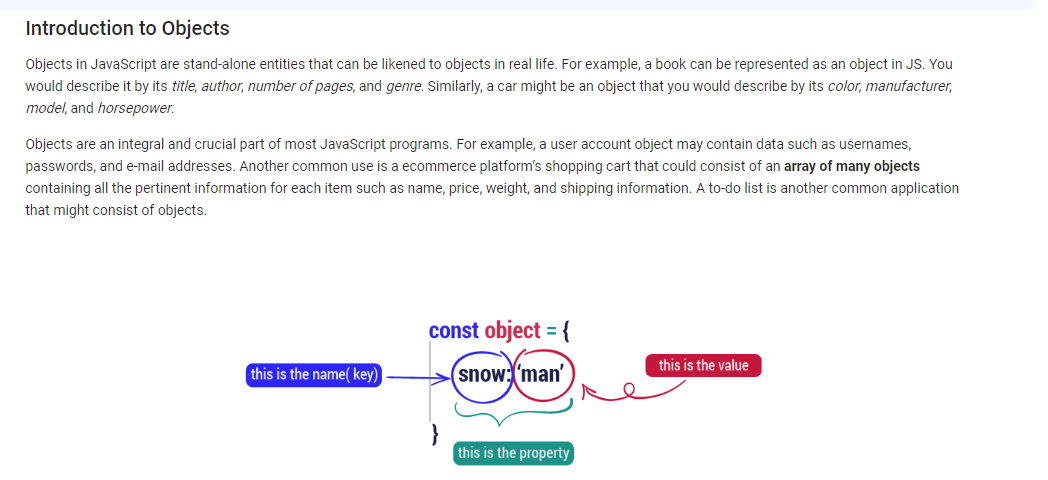 Introduction to Objects
Objects in JavaScript are stand-alone entities that can be likened to objects in real life. For example, a book can be represented as an object in JS. You
would describe it by its title, author, number of pages, and genre. Similarly, a car might be an object that you would describe by its color, manufacturer,
model, and horsepower.
Objects are an integral and crucial part of most JavaScript programs. For example, a user account object may contain data such as usernames,
passwords, and e-mail addresses. Another common use is a ecommerce platform's shopping cart that could consist of an array of many objects
containing all the pertinent information for each item such as name, price, weight, and shipping information. A to-do list is another common application
that might consist of objects.
const object = {
this is the value
this is the name( key)
snow: 'man'
}
this is the property